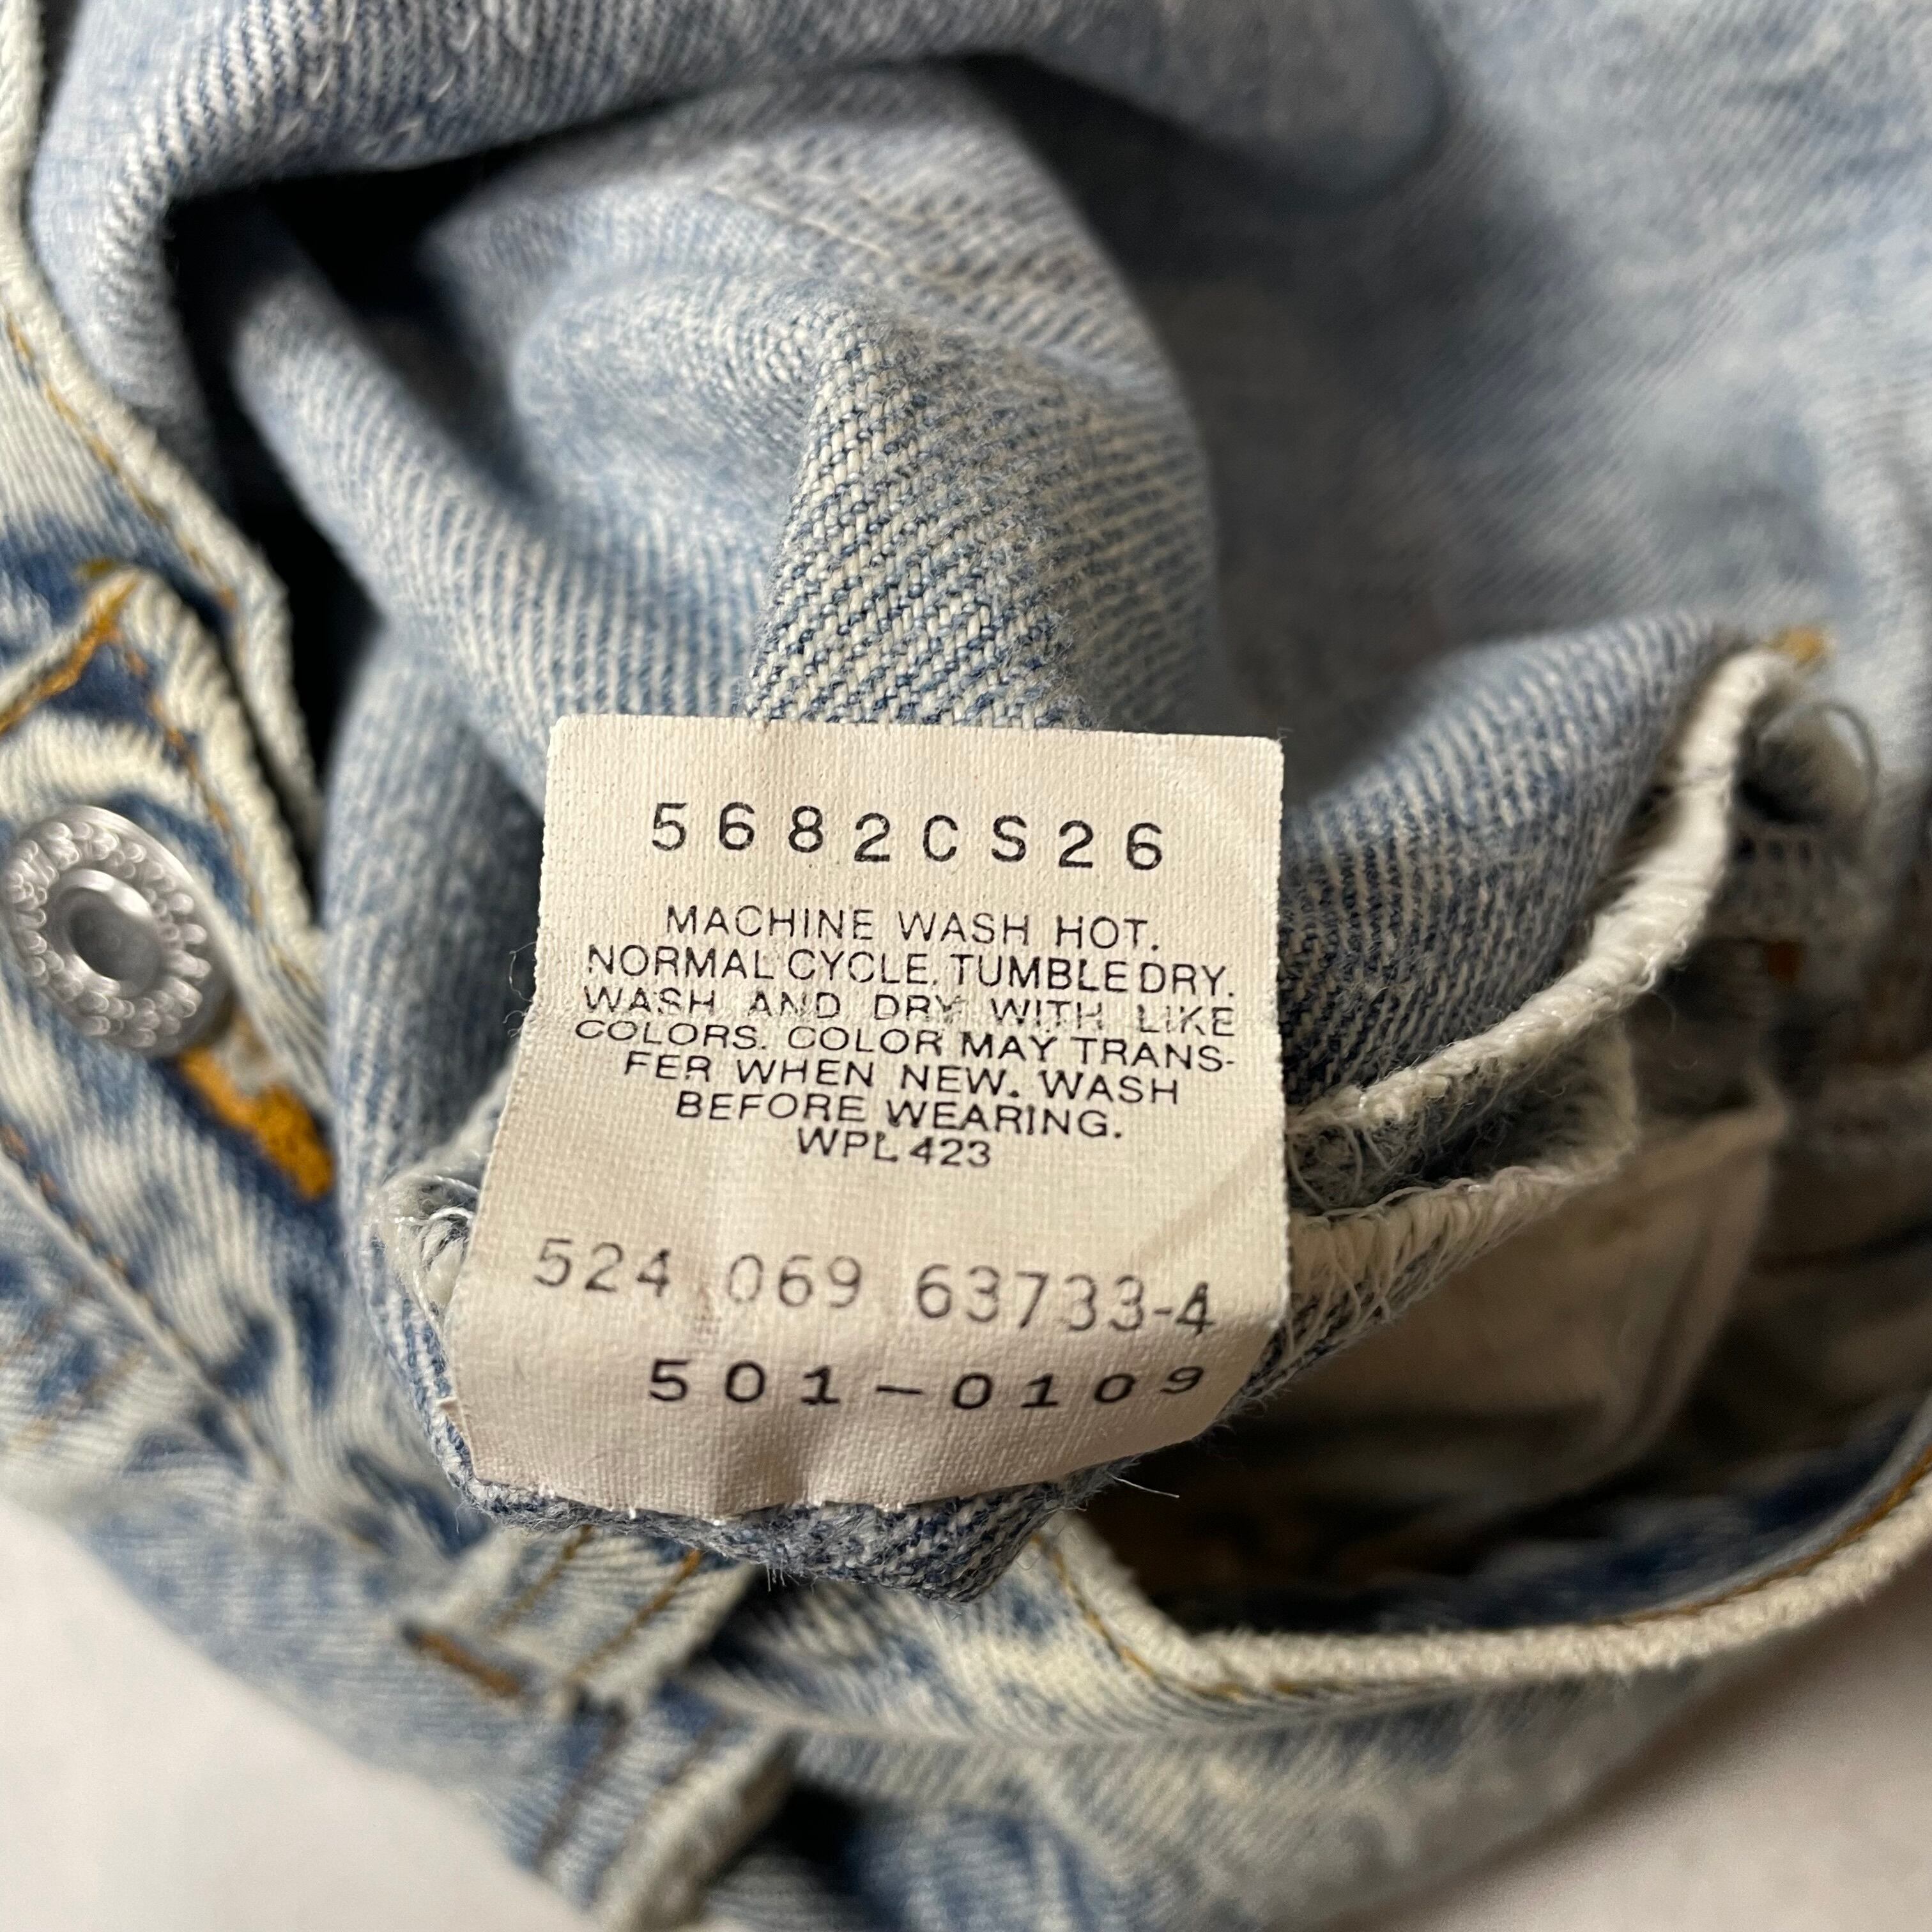 5682CS26
MACHINE WASH HOT.
NORMAL CYCLE. TUMBLE DRY.
WASH AND DRY WITH LIKE
COLORS. COLOR MAY TRANS-
FER WHEN NEW. WASH
BEFORE WEARING.
WPL 423
524 069 63733-4
501-0109